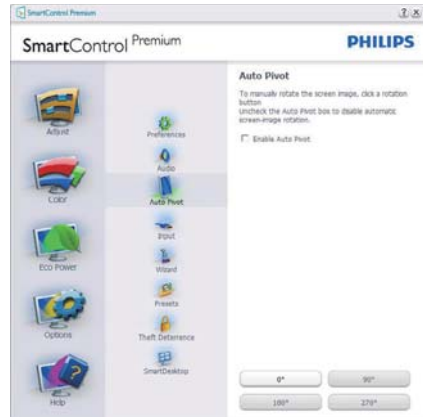 SmartControl Premium
SmartControl Premium
PHILIPS
Adjust
Color
Eco Power
Options
Help
Preferences
Audio
Auto Pivot
Input
Wizard
Presets
Theft Deterrence
SmartDesktop
Auto Pivot
To manually rotate the screen image, click a rotation
button
Uncheck the Auto Pivot box to disable automatic
screen-image rotation.
Enable Auto Pivot
0°
90°
180°
270°